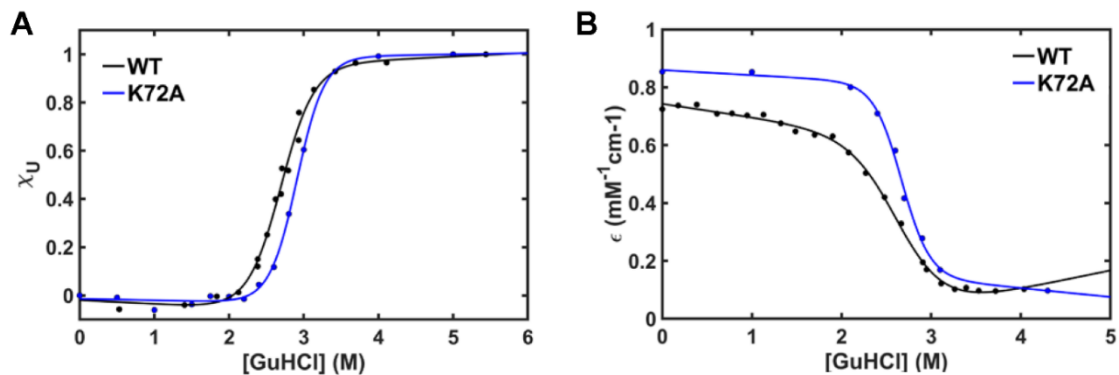 A
WT
K72A
χU
1
0.8
0.6
0.4
0.2
0
0 1 2 3 4 5 6
[GuHCl] (M)
B
WT
K72A
ϵ (mM-1cm-1)
1
0.8
0.6
0.4
0.2
0
0 1 2 3 4 5
[GuHCl] (M)